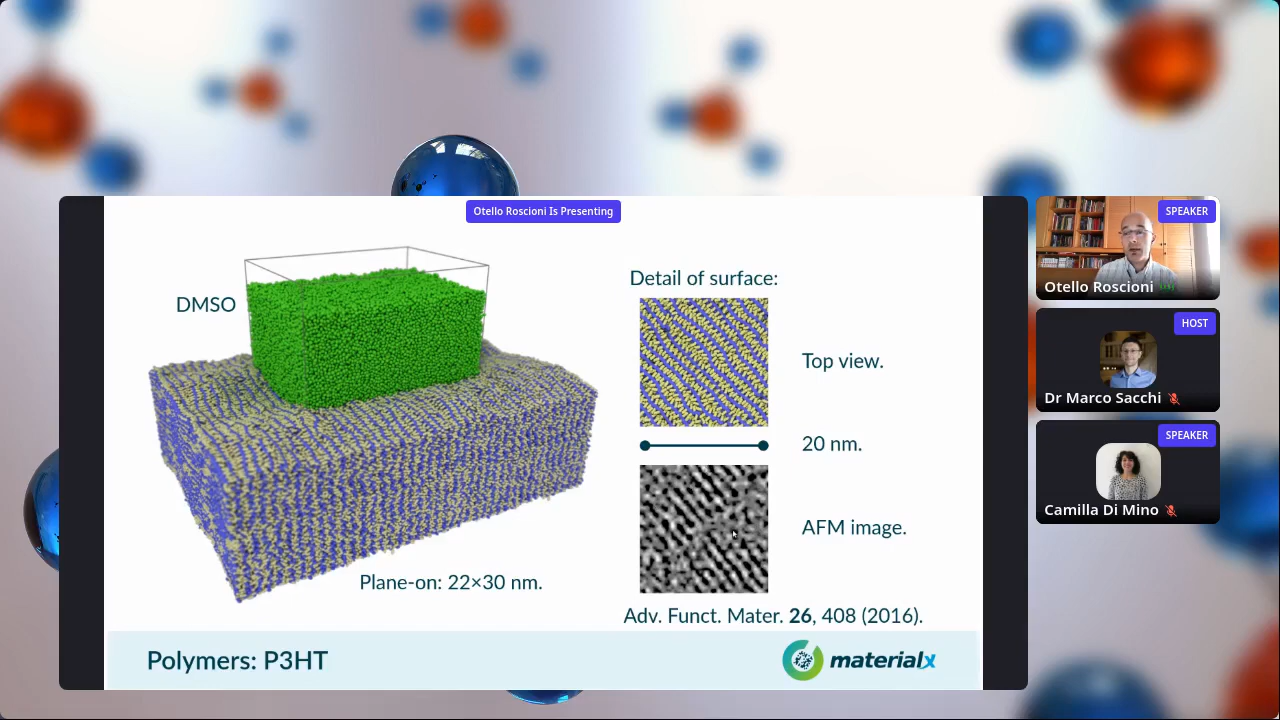 Otello Roscioni Is Presenting
DMSO
Detail of surface:
Top view.
20 nm.
AFM image.
Plane-on: 22×30 nm.
Adv. Funct. Mater. 26, 408 (2016).
Polymers: P3HT
materialx
SPEAKER
Otello Roscioni
HOST
Dr Marco Sacchi
SPEAKER
Camilla Di Mino